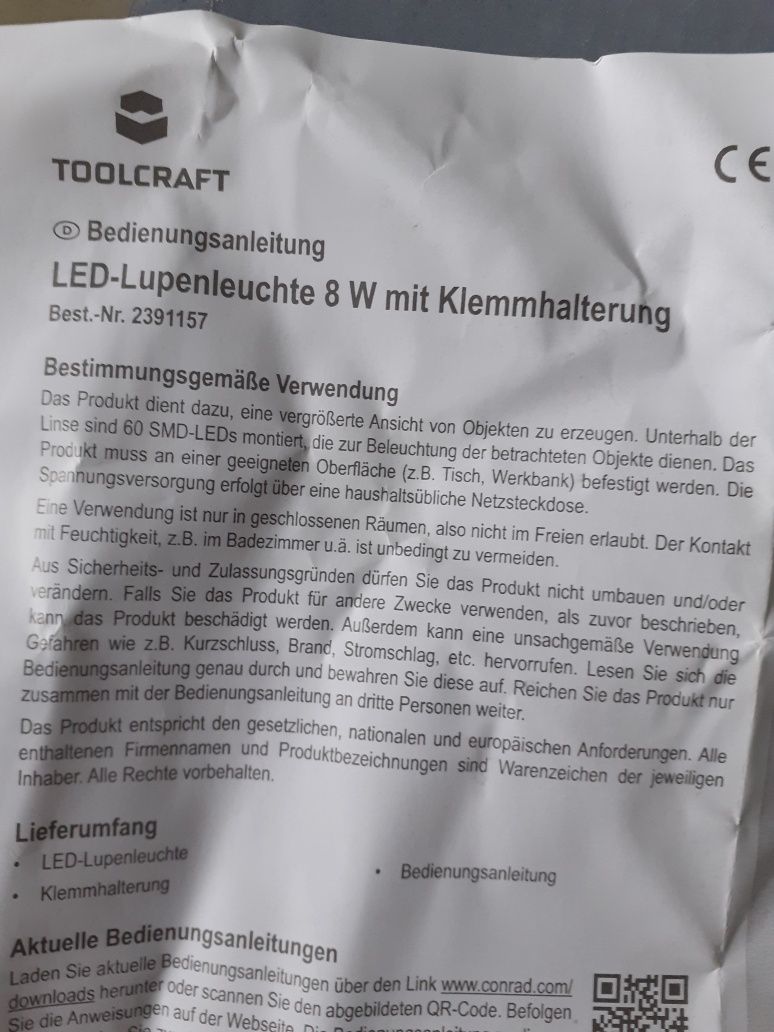 TOOLCRAFT
CE
D Bedienungsanleitung
LED-Lupenleuchte 8 W mit Klemmhalterung
Best.-Nr. 2391157
Bestimmungsgemäße Verwendung
Das Produkt dient dazu, eine vergrößerte Ansicht von Objekten zu erzeugen. Unterhalb der
Linse sind 60 SMD-LEDs montiert, die zur Beleuchtung der betrachteten Objekte dienen. Das
Produkt muss an einer geeigneten Oberfläche (z.B. Tisch, Werkbank) befestigt werden. Die
Spannungsversorgung erfolgt über eine haushaltsübliche Netzsteckdose.
Eine Verwendung ist nur in geschlossenen Räumen, also nicht im Freien erlaubt. Der Kontakt
mit Feuchtigkeit, z.B. im Badezimmer u.ä. ist unbedingt zu vermeiden.
Aus Sicherheits- und Zulassungsgründen dürfen Sie das Produkt nicht umbauen und/oder
verändern. Falls Sie das Produkt für andere Zwecke verwenden, als zuvor beschrieben,
kann das Produkt beschädigt werden. Außerdem kann eine unsachgemäße Verwendung
Gefahren wie z.B. Kurzschluss, Brand, Stromschlag, etc. hervorrufen. Lesen Sie sich die
Bedienungsanleitung genau durch und bewahren Sie diese auf. Reichen Sie das Produkt nur
zusammen mit der Bedienungsanleitung an dritte Personen weiter.
Das Produkt entspricht den gesetzlichen, nationalen und europäischen Anforderungen. Alle
enthaltenen Firmennamen und Produktbezeichnungen sind Warenzeichen der jeweiligen
Inhaber. Alle Rechte vorbehalten.
Lieferumfang
• LED-Lupenleuchte
• Klemmhalterung
• Bedienungsanleitung
Aktuelle Bedienungsanleitungen
Laden Sie aktuelle Bedienungsanleitungen über den Link www.conrad.com/
downloads herunter oder scannen Sie den abgebildeten QR-Code. Befolgen
Sie die Anweisungen auf der Webseite.